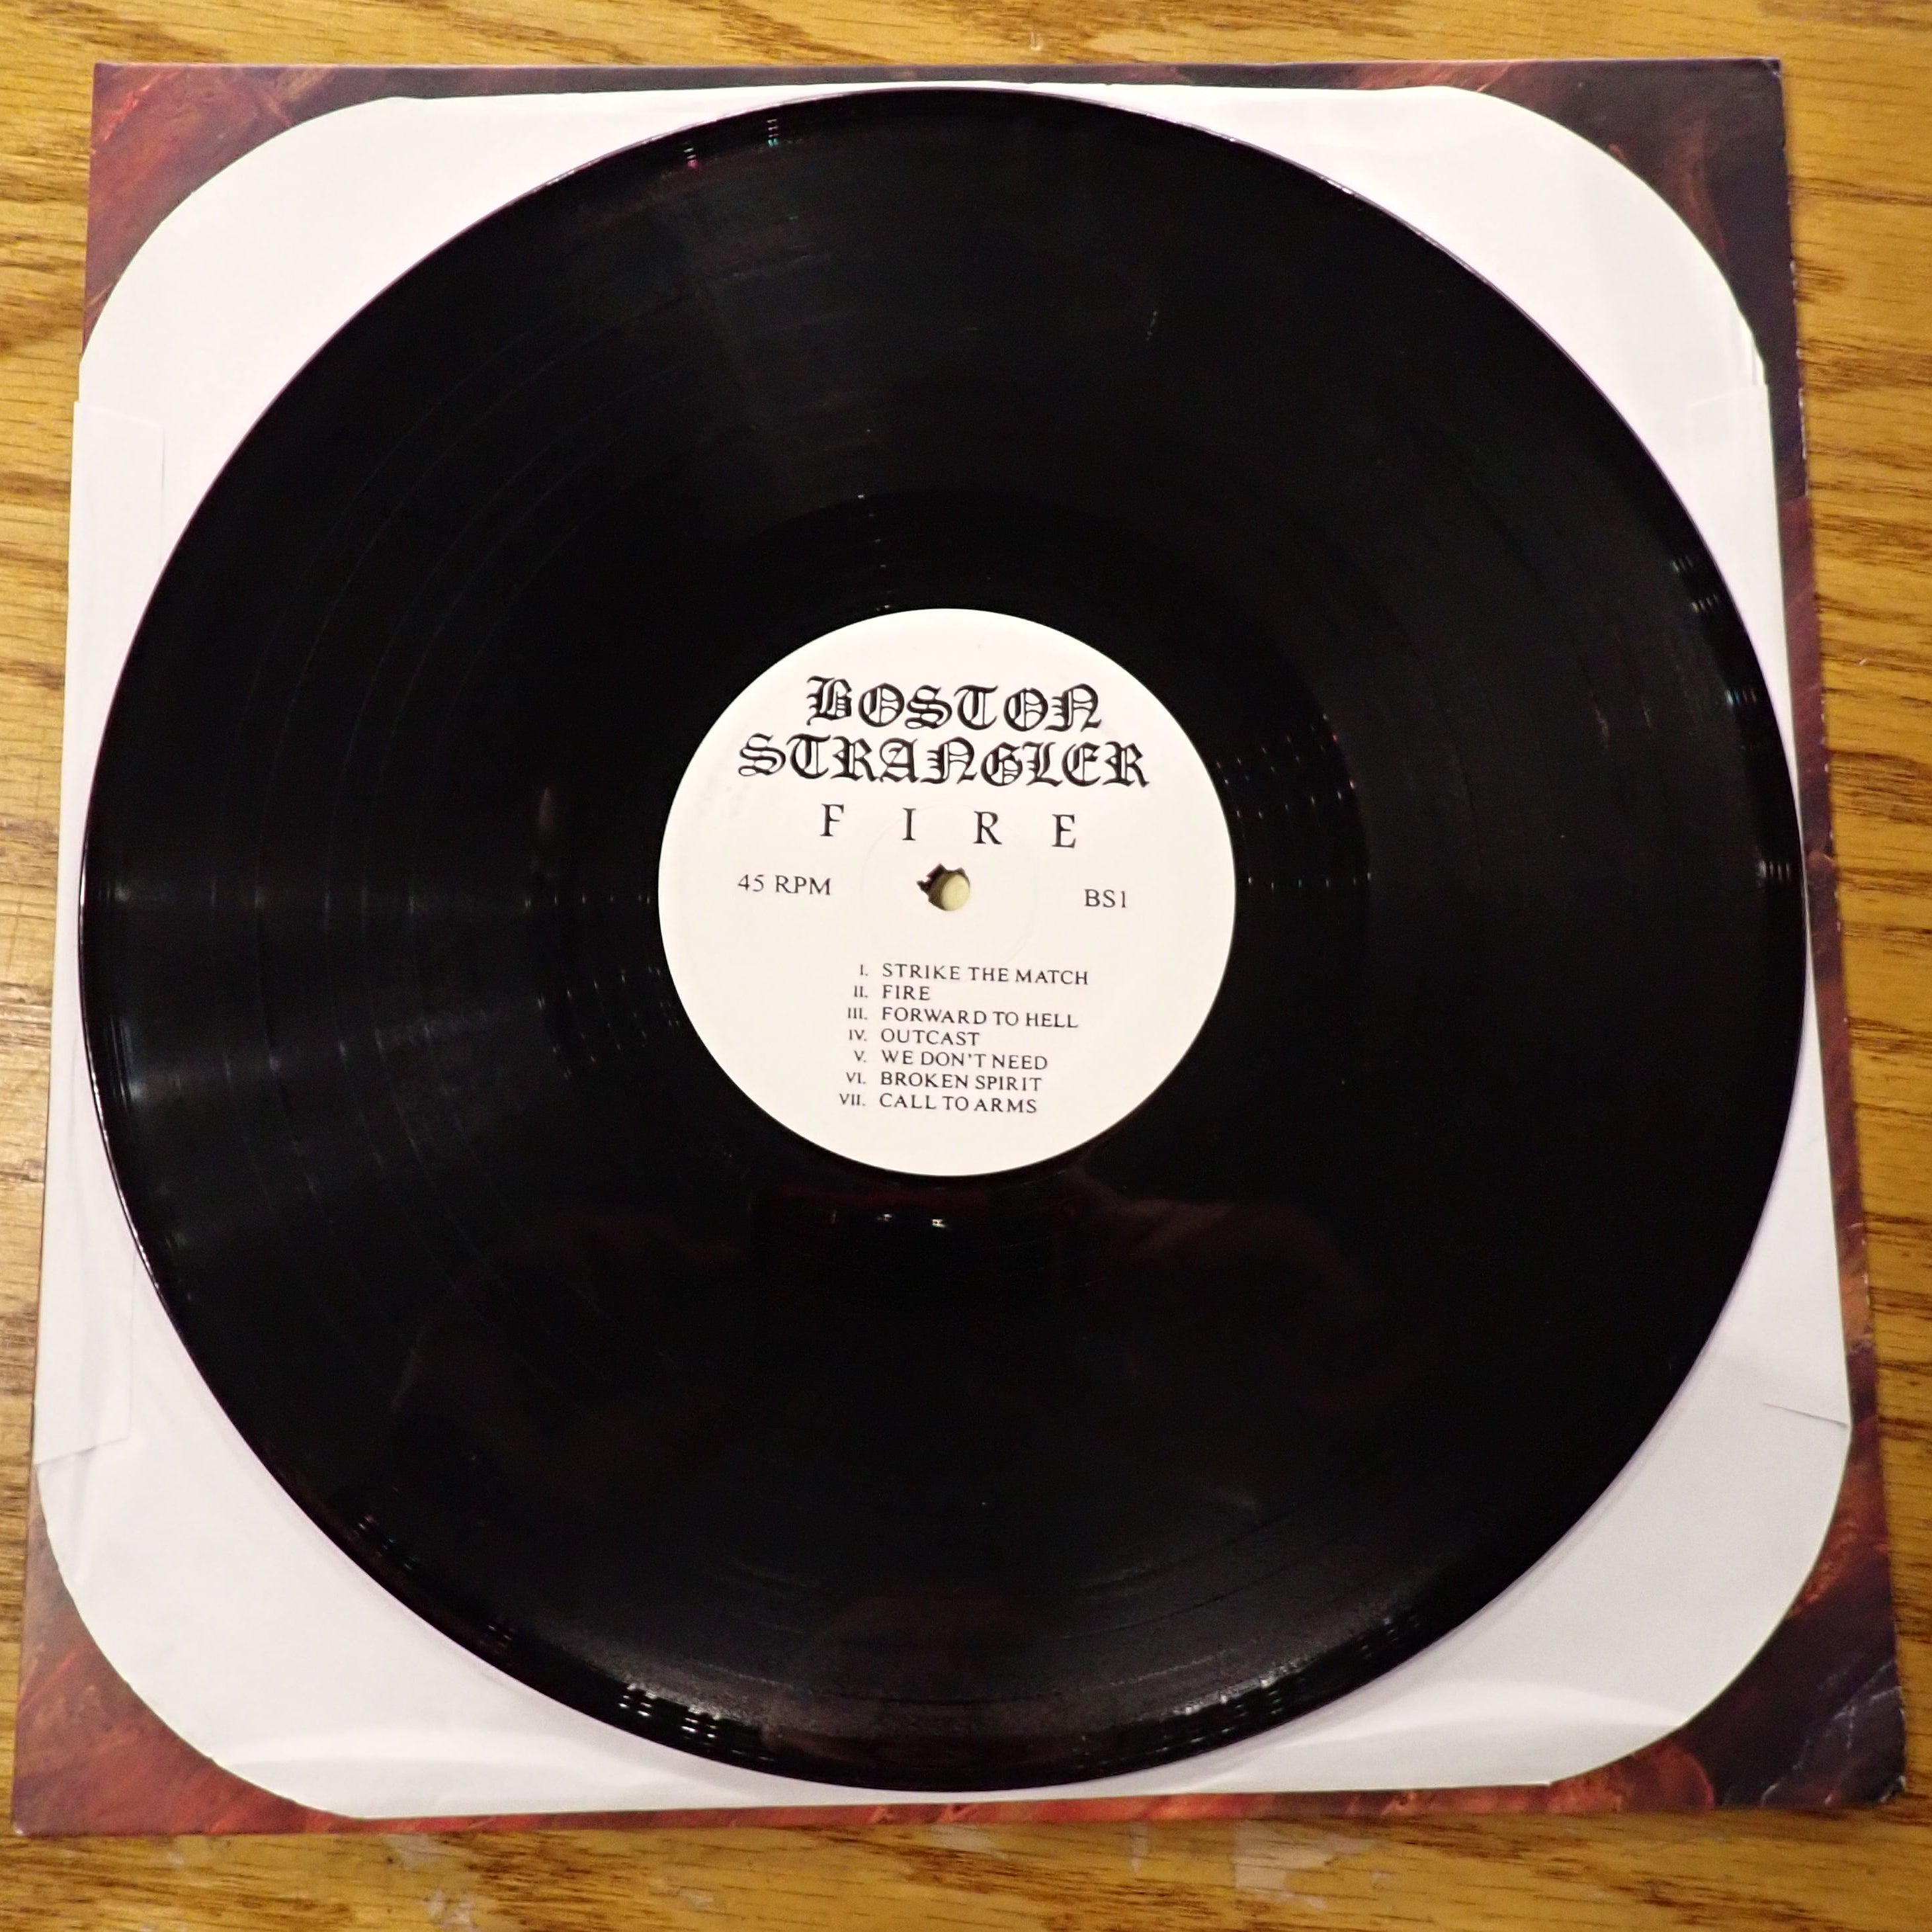 BOSTON
STRANGLER
FIRE
45 RPM BS1
I. STRIKE THE MATCH
II. FIRE
III. FORWARD TO HELL
IV. OUTCAST
V. WE DON'T NEED
VI. BROKEN SPIRIT
VII. CALL TO ARMS